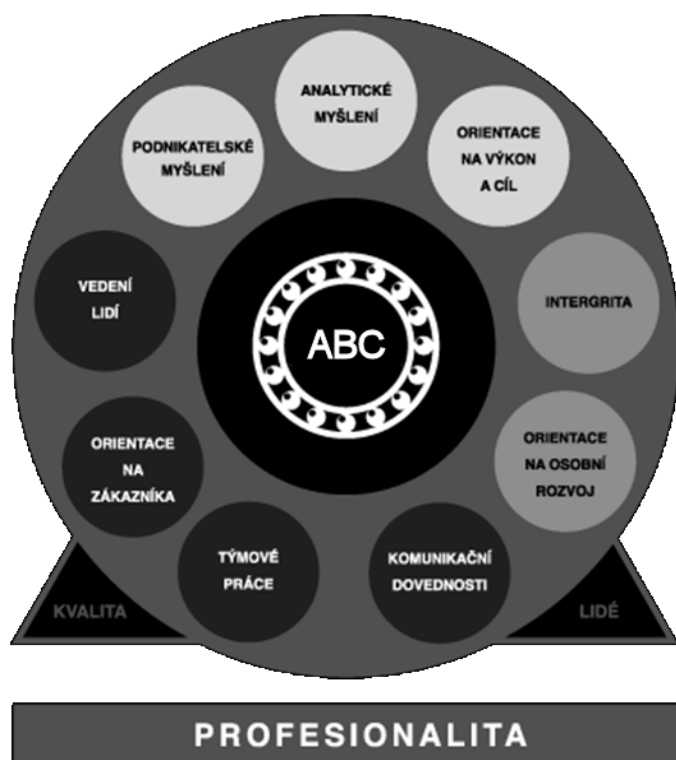 ANALYTICKÉ
MYŠLENÍ
PODNIKATELSKÉ
MYŠLENÍ
ORIENTACE
NA VÝKON
A CÍL
VEDENÍ
LIDÍ
INTERGRITA
ABC
ORIENTACE
NA
ZÁKAZNÍKA
ORIENTACE
NA OSOBNÍ
ROZVOJ
TÝMOVÉ
PRÁCE
KOMUNIKAČNÍ
DOVEDNOSTI
KVALITA
LIDÉ
PROFESIONALITA